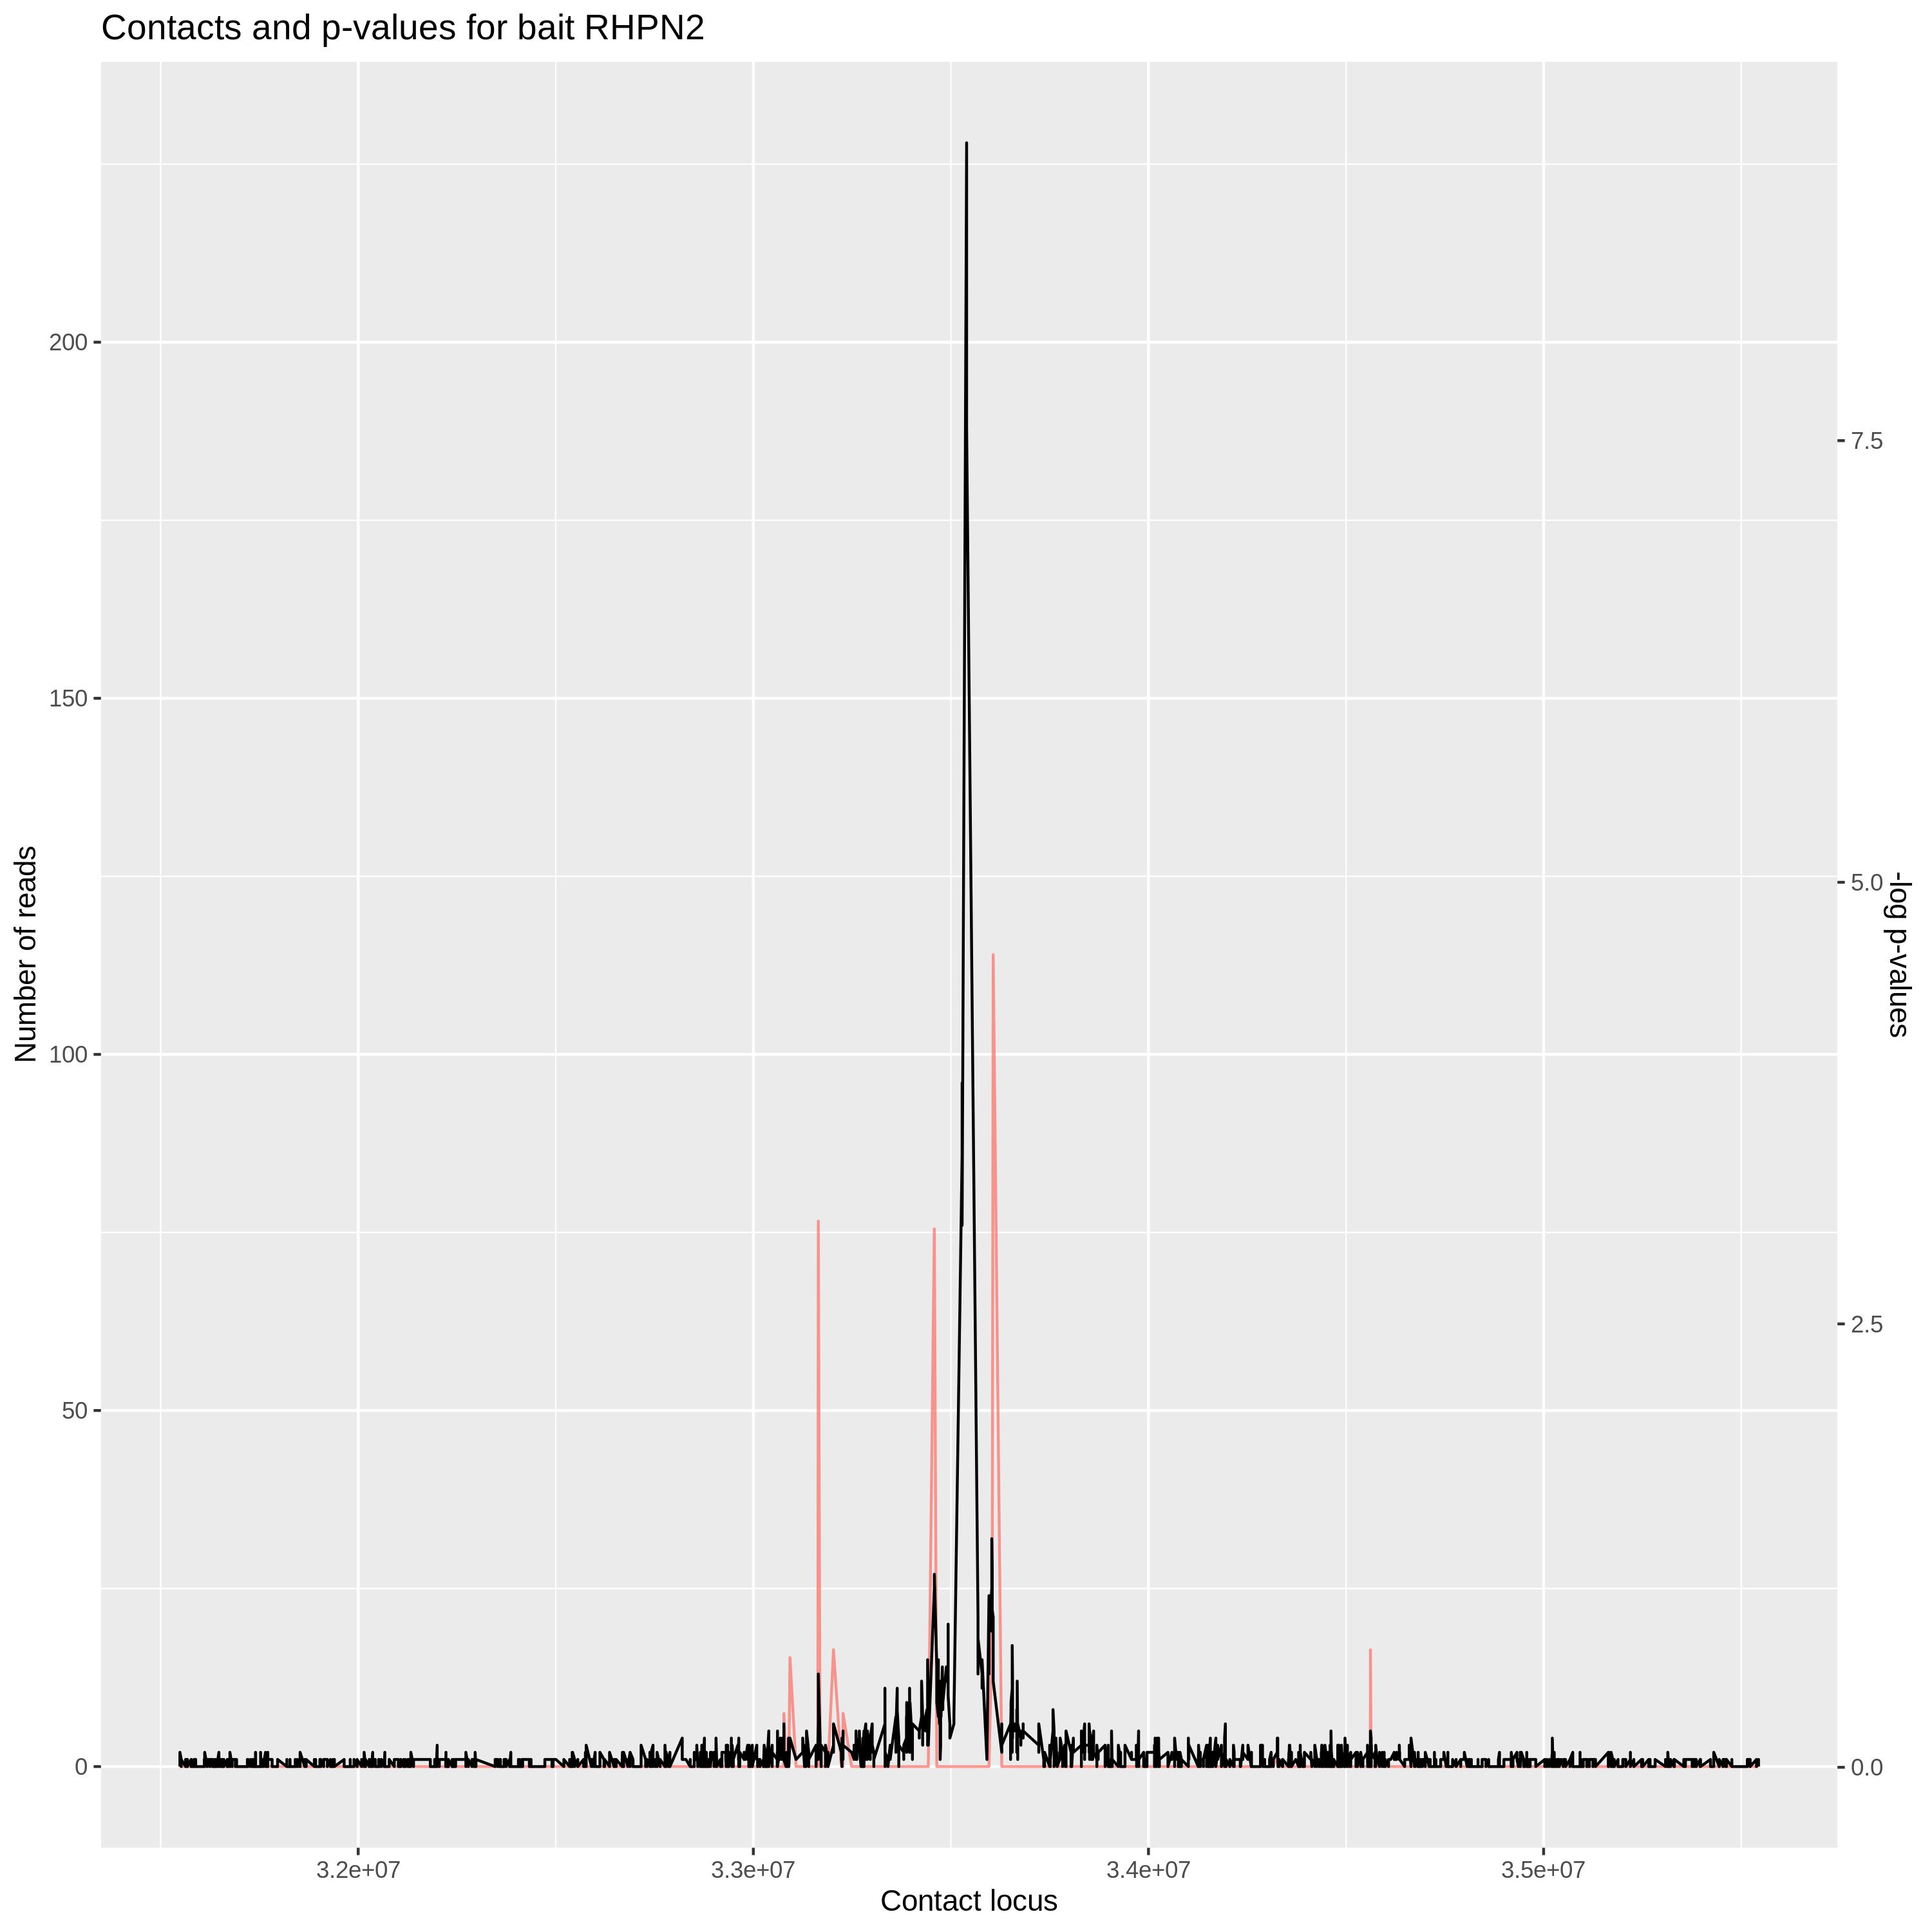 Contacts and p-values for bait RHPN2
Number of reads
200
150
100
50
0
7.5
5.0
2.5
0.0
-log p-values
3.2e+07
3.3e+07
3.4e+07
3.5e+07
Contact locus